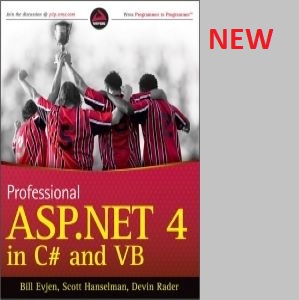 Join the discussion @ p2p.wrox.com
From Programmer to Programmer™
NEW
Professional
ASP.NET 4
in C# and VB
Bill Evjen, Scott Hanselman, Devin Rader